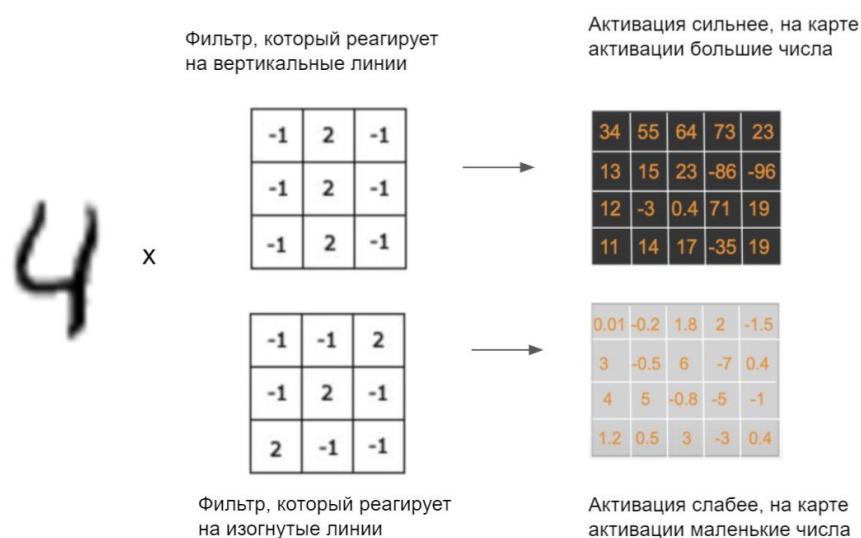 Фильтр, который реагирует
на вертикальные линии
Активация сильнее, на карте
активации большие числа
-1 2 -1
-1 2 -1
-1 2 -1
34 55 64 73 23
13 15 23 -86 -96
12 -3 0.4 71 19
11 14 17 -35 19
4 x
-1 -1 2
-1 2 -1
2 -1 -1
0.01 -0.2 1.8 2 -1.5
3 -0.5 6 -7 0.4
4 5 -0.8 -5 -1
1.2 0.5 3 -3 0.4
Фильтр, который реагирует
на изогнутые линии
Активация слабее, на карте
активации маленькие числа